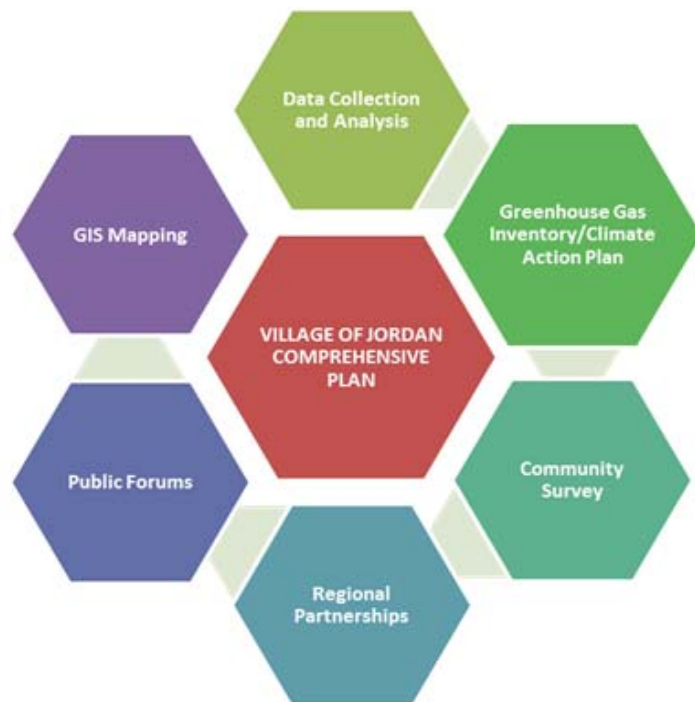 Data Collection
and Analysis
Greenhouse Gas
Inventory/Climate
Action Plan
GIS Mapping
VILLAGE OF JORDAN
COMPREHENSIVE
PLAN
Community
Survey
Public Forums
Regional
Partnerships